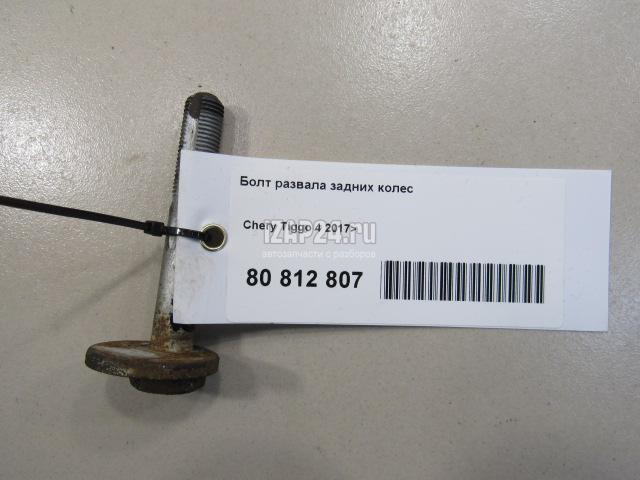 Болт развала задних колес
Chery Tiggo 4 2017>
IZAP24.ru
автозапчасти с разборов
80 812 807